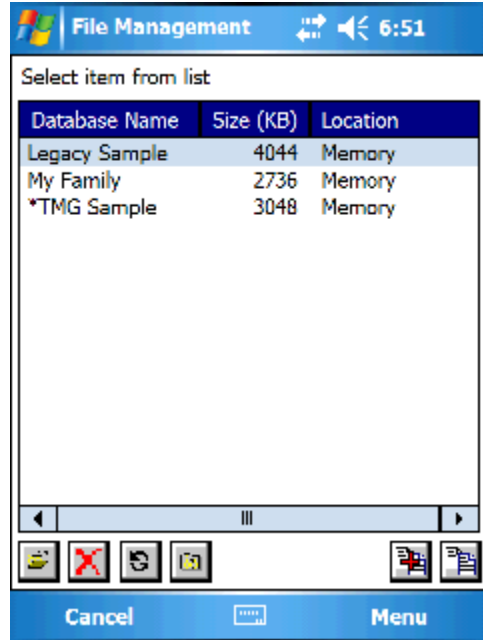 File Management 6:51
Select item from list
Database Name Size (KB) Location
Legacy Sample 4044 Memory
My Family 2736 Memory
*TMG Sample 3048 Memory
Cancel Menu